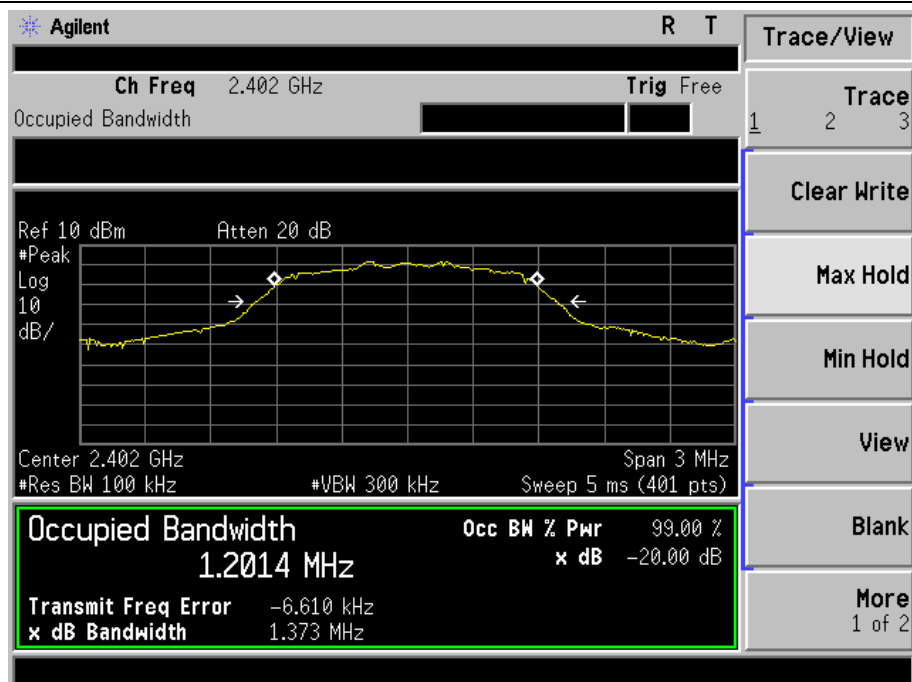 Agilent R T
Ch Freq 2.402 GHz Trig Free
Occupied Bandwidth
Ref 10 dBm Atten 20 dB
#Peak
Log
10
dB/
Center 2.402 GHz Span 3 MHz
#Res BW 100 kHz #VBW 300 kHz Sweep 5 ms (401 pts)
Occupied Bandwidth Occ BW % Pwr 99.00 %
1.2014 MHz x dB -20.00 dB
Transmit Freq Error -6.610 kHz
x dB Bandwidth 1.373 MHz
Trace/View
Trace
1 2 3
Clear Write
Max Hold
Min Hold
View
Blank
More
1 of 2